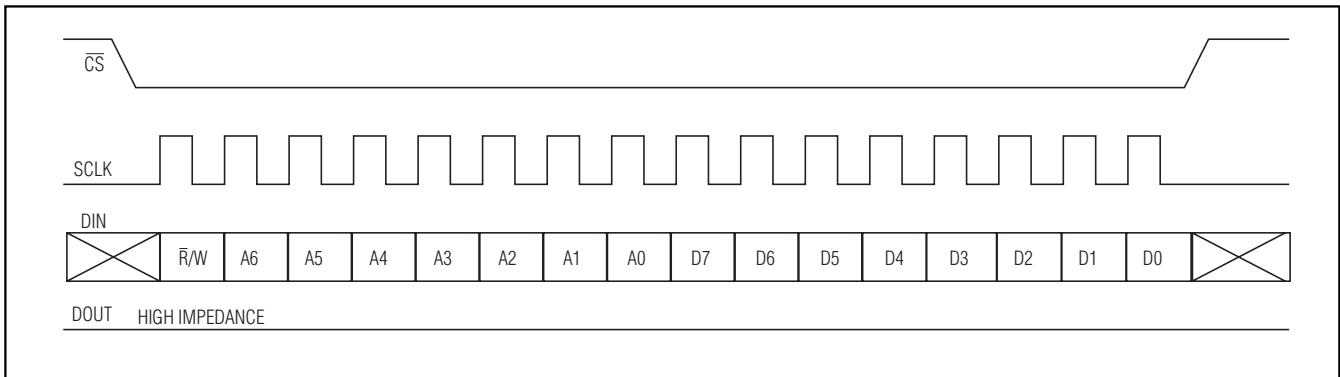 C̅S̅
SCLK
DIN
R̅/W A6 A5 A4 A3 A2 A1 A0 D7 D6 D5 D4 D3 D2 D1 D0
DOUT HIGH IMPEDANCE